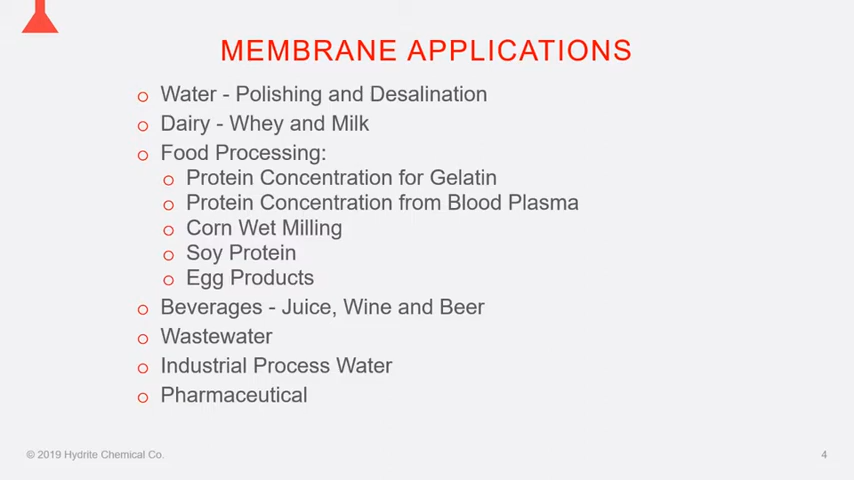 MEMBRANE APPLICATIONS
Water - Polishing and Desalination
Dairy - Whey and Milk
Food Processing:
Protein Concentration for Gelatin
Protein Concentration from Blood Plasma
Corn Wet Milling
Soy Protein
Egg Products
Beverages - Juice, Wine and Beer
Wastewater
Industrial Process Water
Pharmaceutical
© 2019 Hydrite Chemical Co.
4